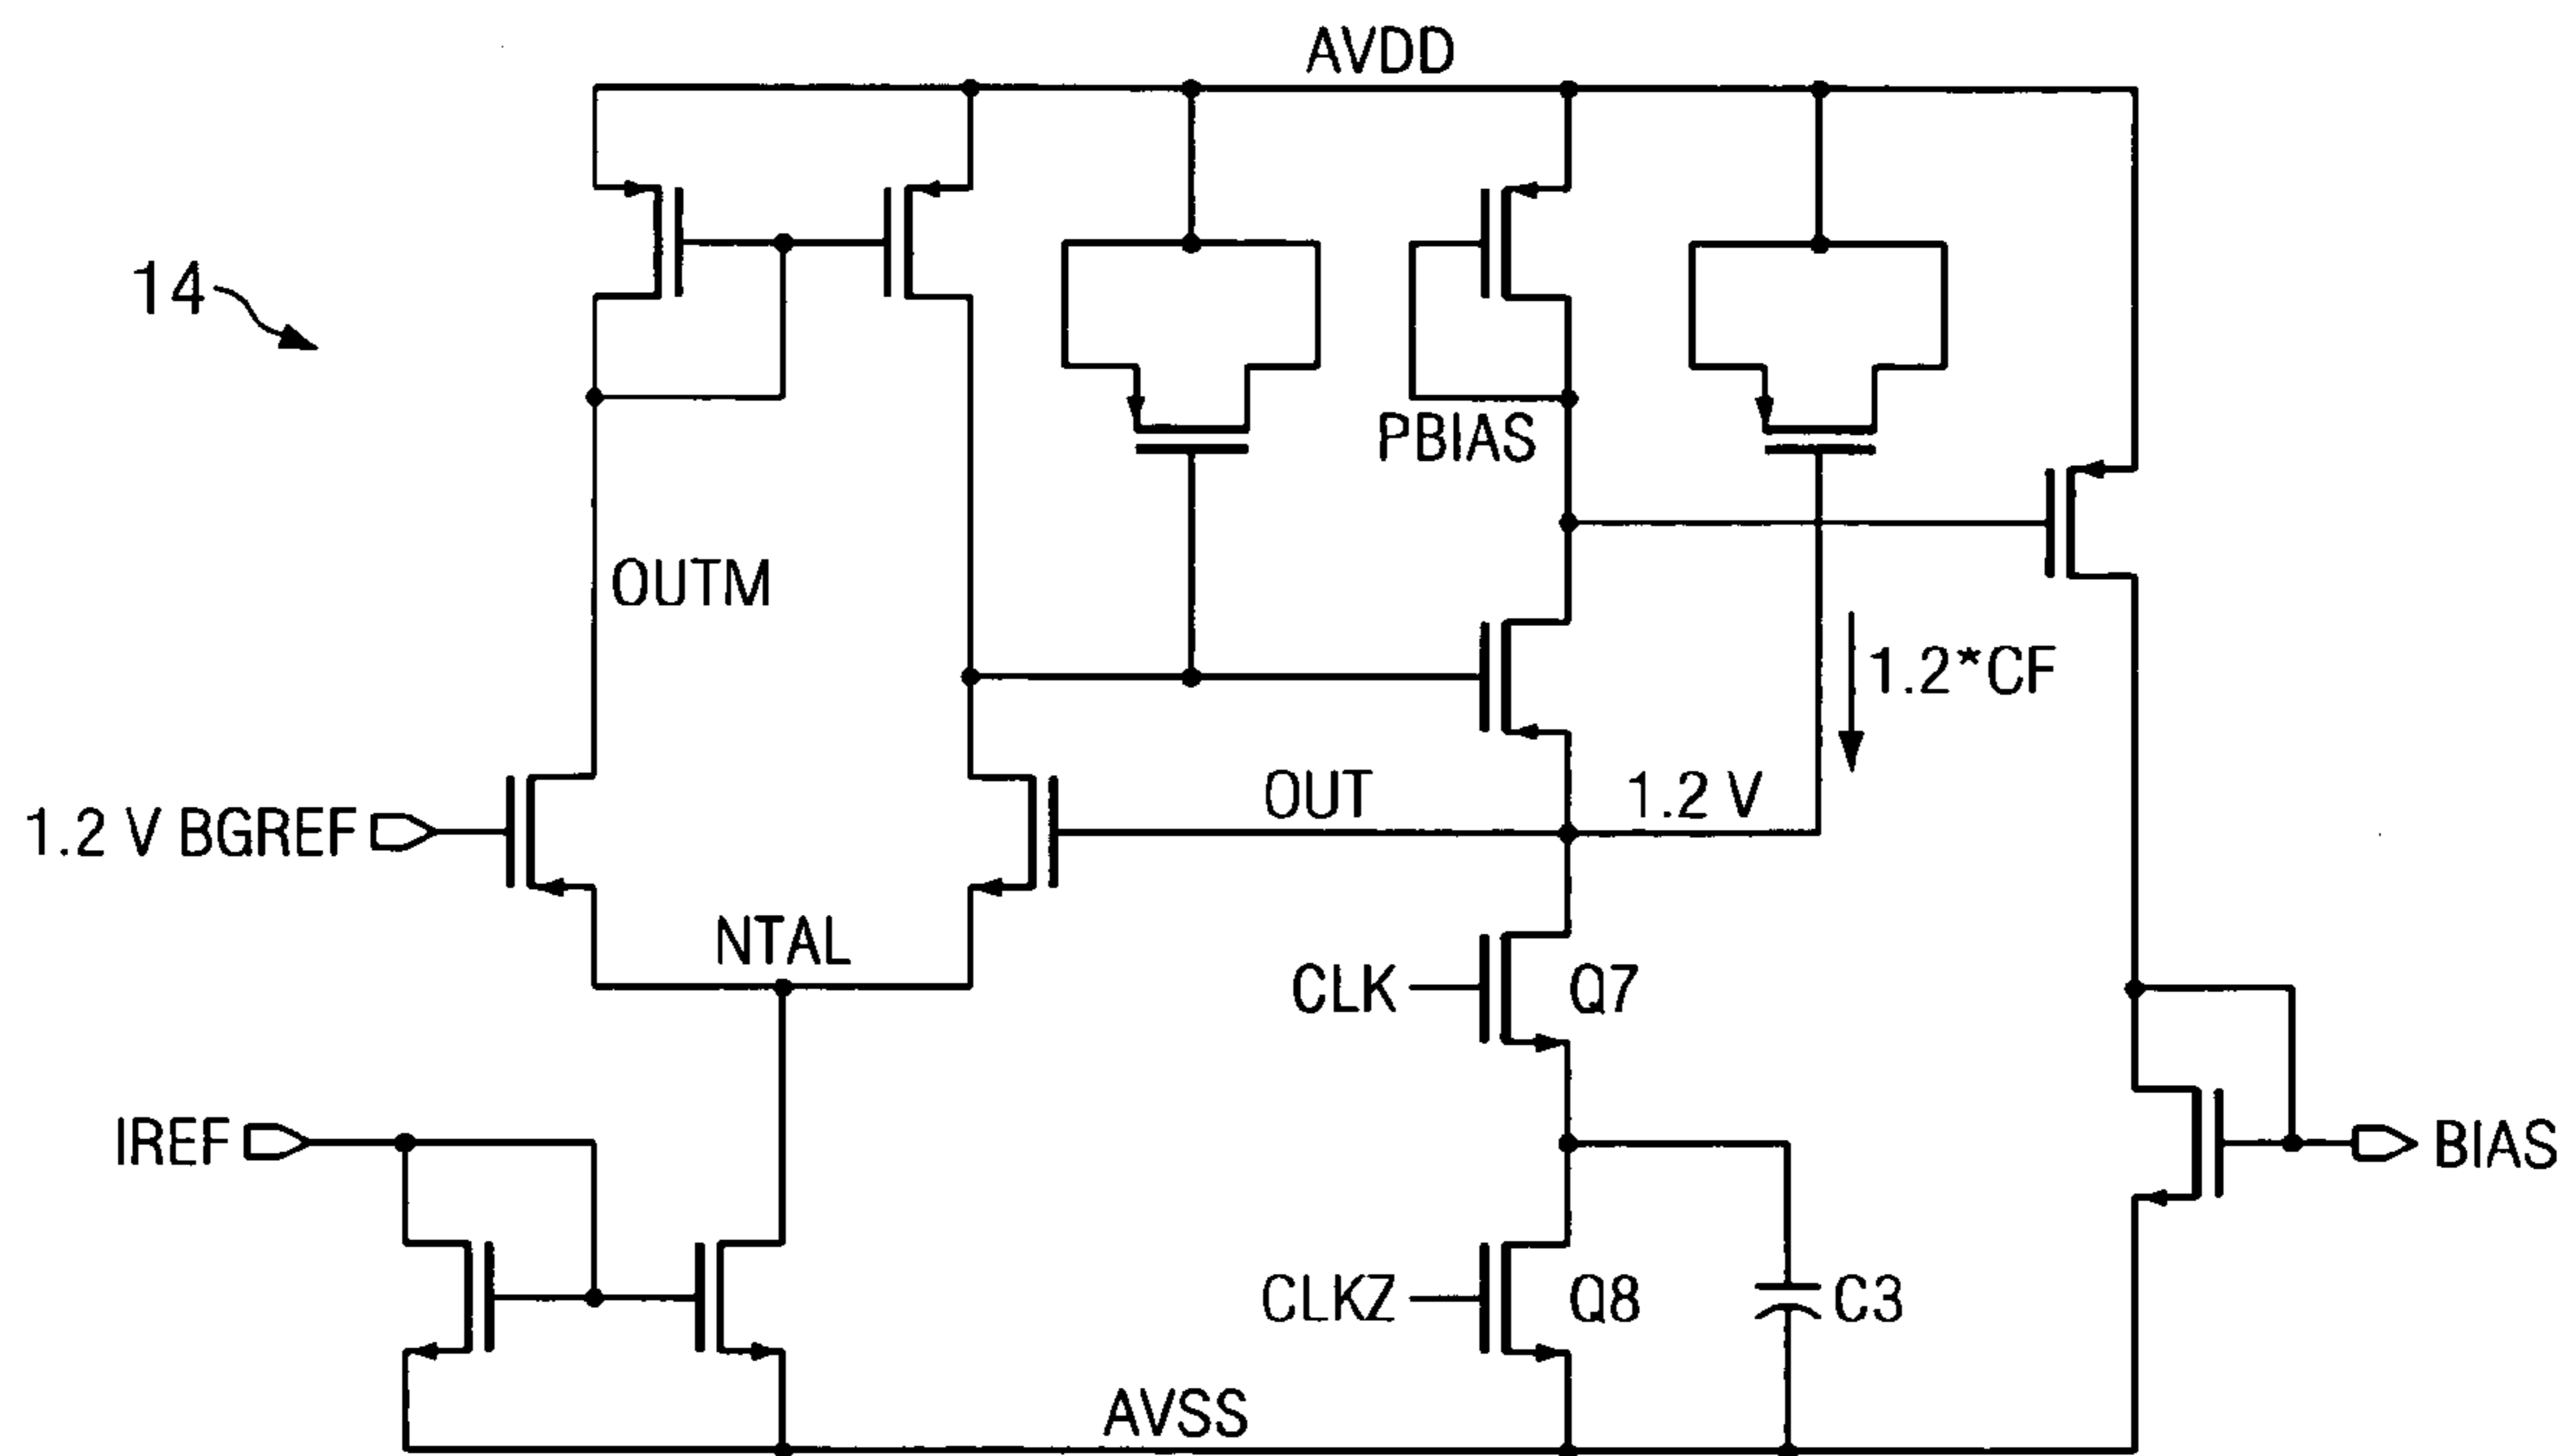 AVDD
14
PBIAS
OUTM
1.2*CF
OUT
1.2 V
1.2 V BGREF
NTAL
CLK
Q7
IREF
BIAS
CLKZ
Q8
C3
AVSS